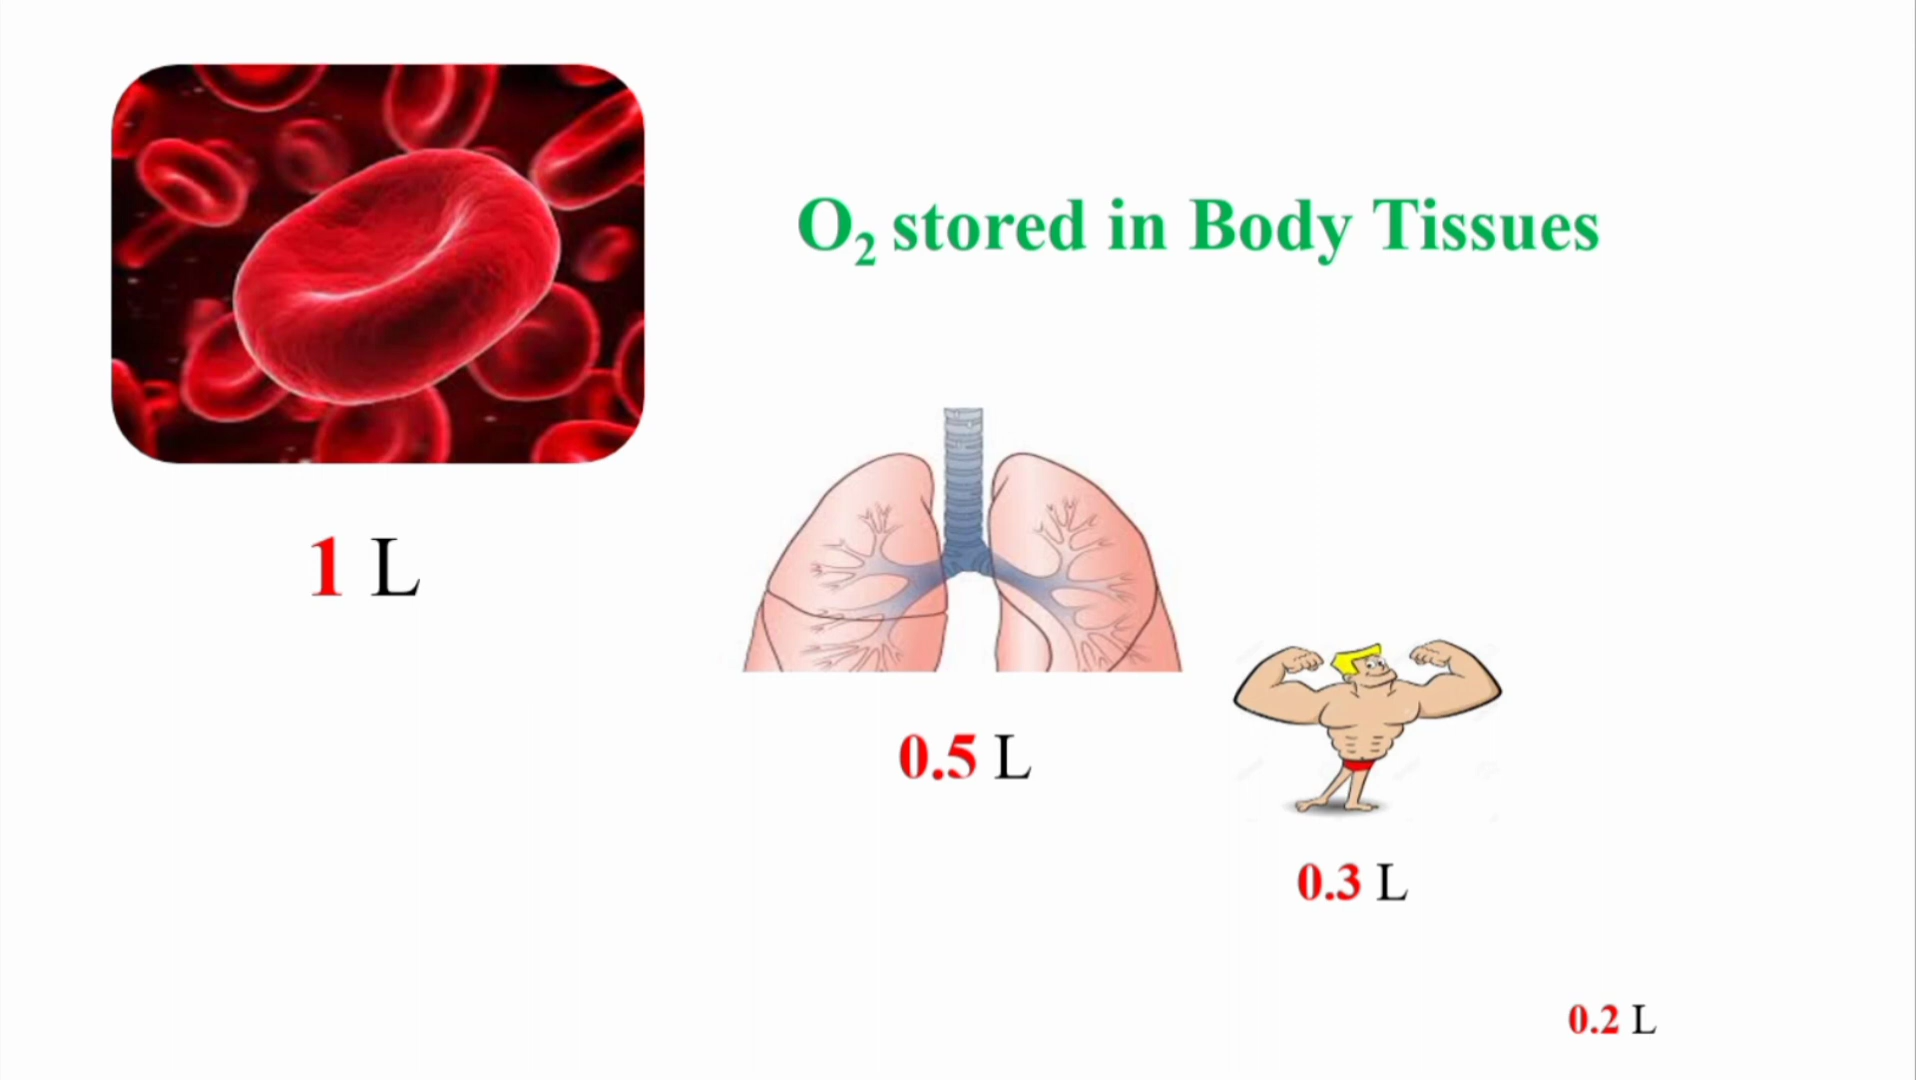 O₂ stored in Body Tissues
1 L
0.5 L
0.3 L
0.2 L